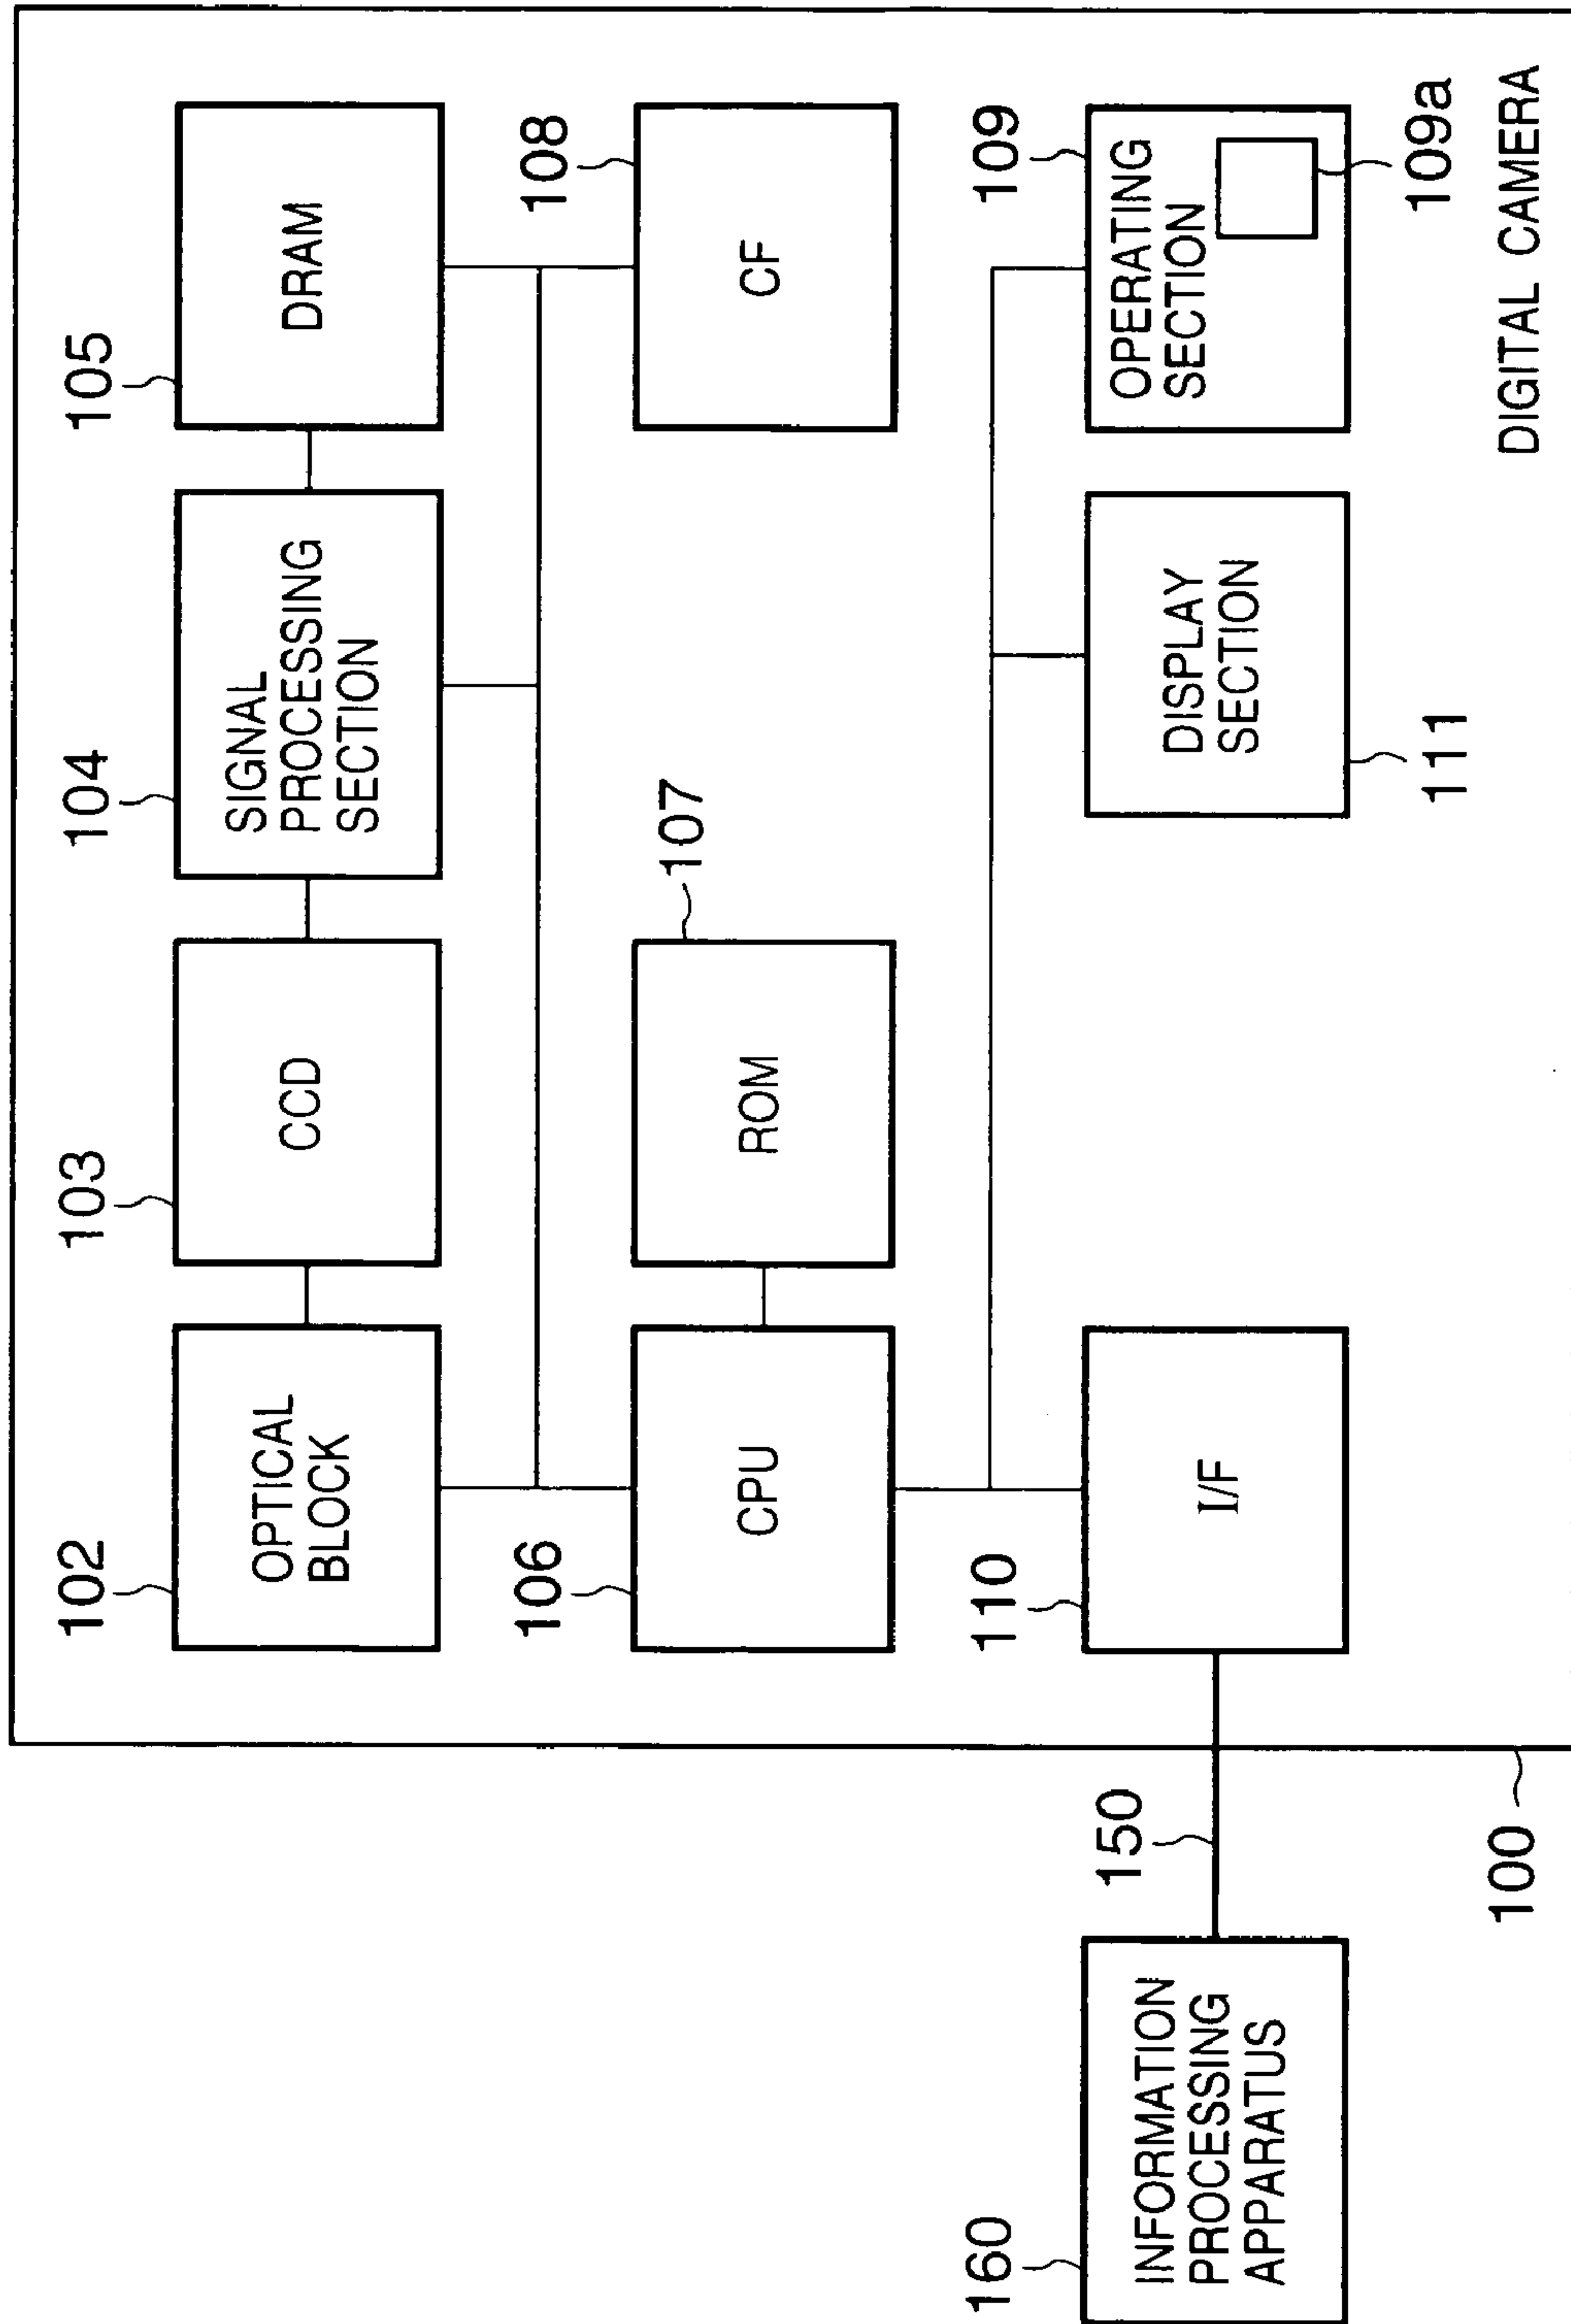 102
OPTICAL
BLOCK
103
CCD
104
SIGNAL
PROCESSING
SECTION
105
DRAM
106
CPU
107
ROM
108
CF
160
INFORMATION
PROCESSING
APPARATUS
150
110
I/F
111
DISPLAY
SECTION
109
OPERATING
SECTION
109a
100
DIGITAL CAMERA